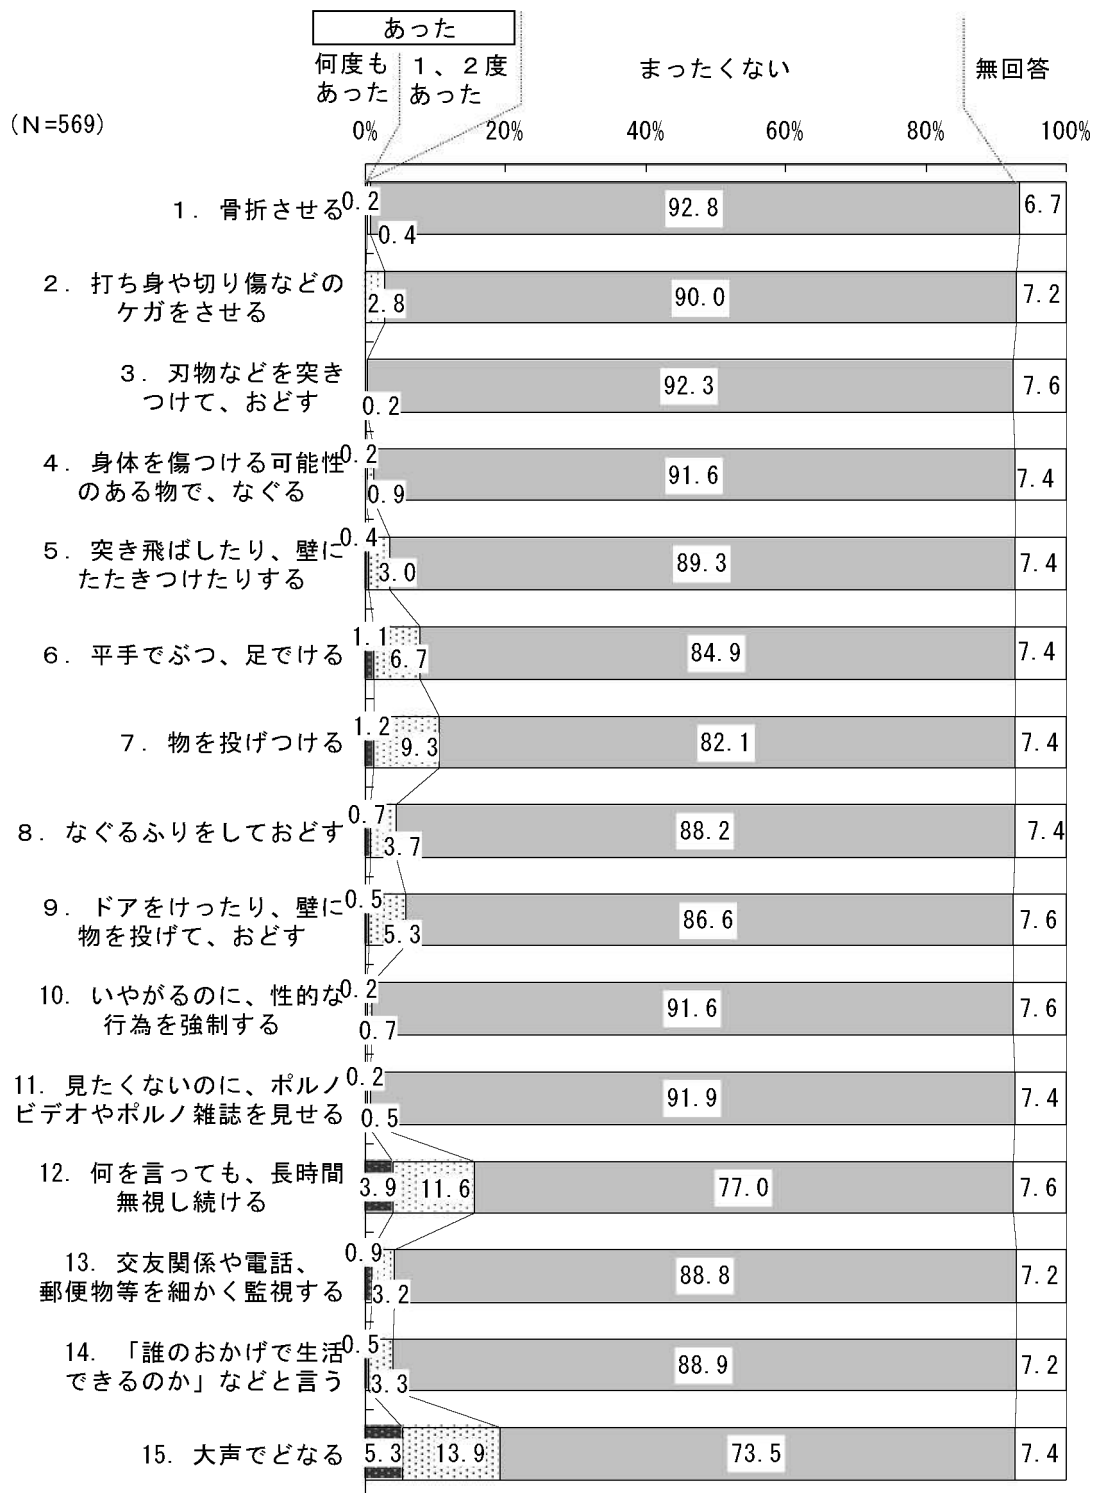 あった
何度も
あった
１、２度
あった
まったくない
無回答
（Ｎ=569）
0% 20% 40% 60% 80% 100%
１．骨折させる 0.2 0.4 92.8 6.7
２．打ち身や切り傷などの
ケガをさせる 2.8 90.0 7.2
３．刃物などを突き
つけて、おどす 0.2 92.3 7.6
４．身体を傷つける可能性
のある物で、なぐる 0.2 0.9 91.6 7.4
５．突き飛ばしたり、壁に
たたきつけたりする 0.4 3.0 89.3 7.4
６．平手でぶつ、足でける 1.1 6.7 84.9 7.4
７．物を投げつける 1.2 9.3 82.1 7.4
８．なぐるふりをしておどす 0.7 3.7 88.2 7.4
９．ドアをけったり、壁に
物を投げて、おどす 0.5 5.3 86.6 7.6
10．いやがるのに、性的な
行為を強制する 0.2 0.7 91.6 7.6
11．見たくないのに、ポルノ
ビデオやポルノ雑誌を見せる 0.2 0.5 91.9 7.4
12．何を言っても、長時間
無視し続ける 3.9 11.6 77.0 7.6
13．交友関係や電話、
郵便物等を細かく監視する 0.9 3.2 88.8 7.2
14．「誰のおかげで生活
できるのか」などと言う 0.5 3.3 88.9 7.2
15．大声でどなる 5.3 13.9 73.5 7.4